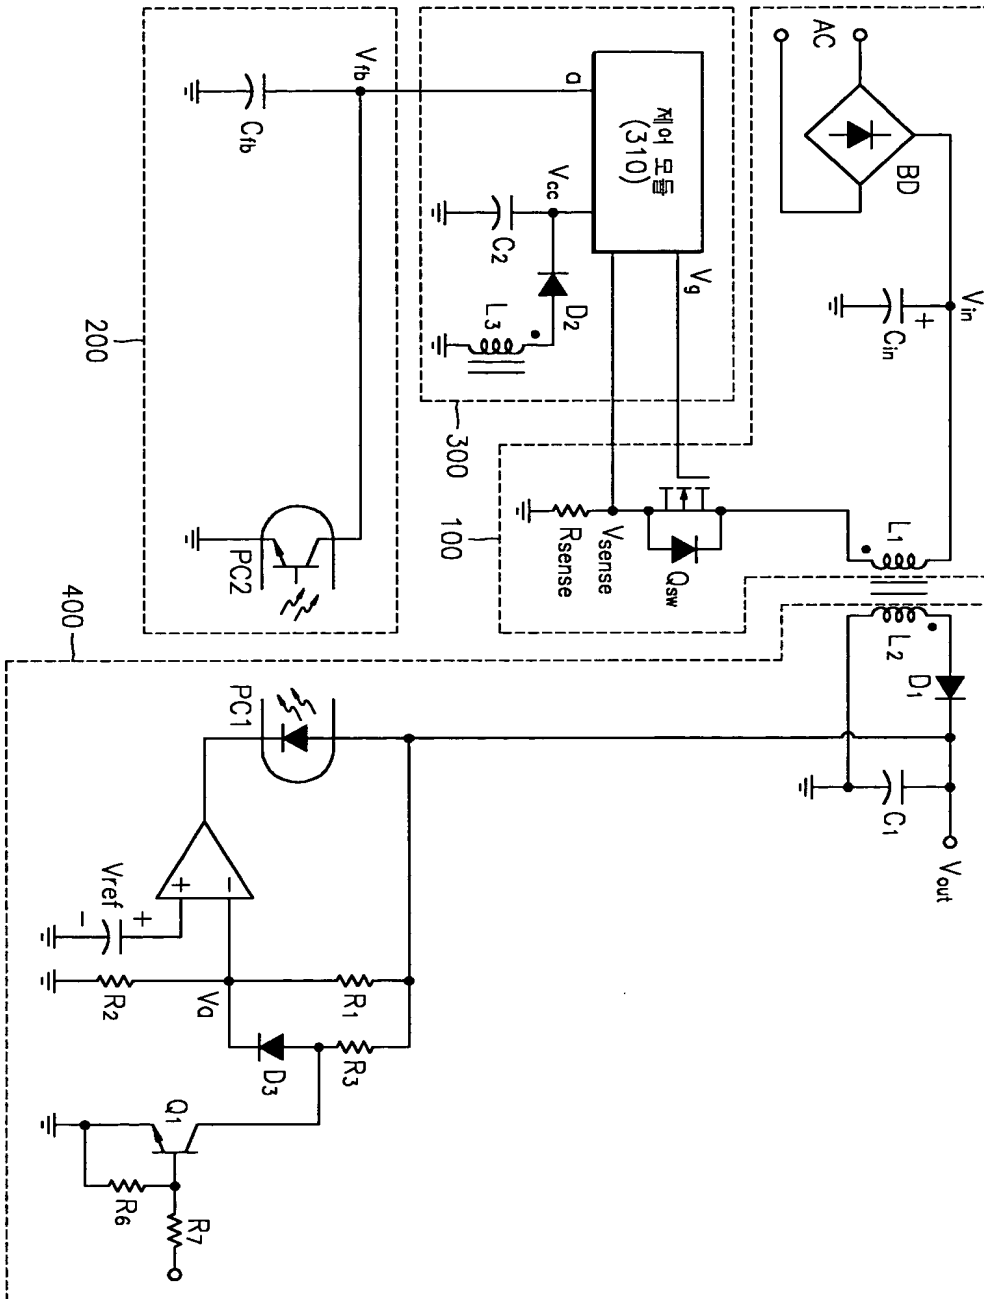 AC
BD
Vin
Cin
+
L1
L2
D1
C1
Vout
제어 모듈
(310)
a
Vg
Vcc
C2
D2
L3
300
Vsense
Rsense
Qsw
100
Vfb
Cfb
200
PC2
400
PC1
+
−
Vref
+
−
R2
Va
R1
R3
D3
Q1
R6
R7